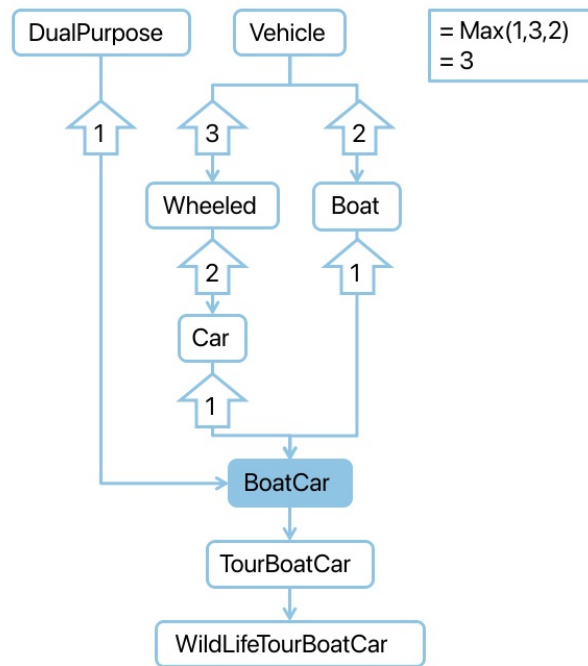 DualPurpose
Vehicle
= Max(1,3,2)
= 3
1
3
2
Wheeled
Boat
2
1
Car
1
BoatCar
TourBoatCar
WildLifeTourBoatCar